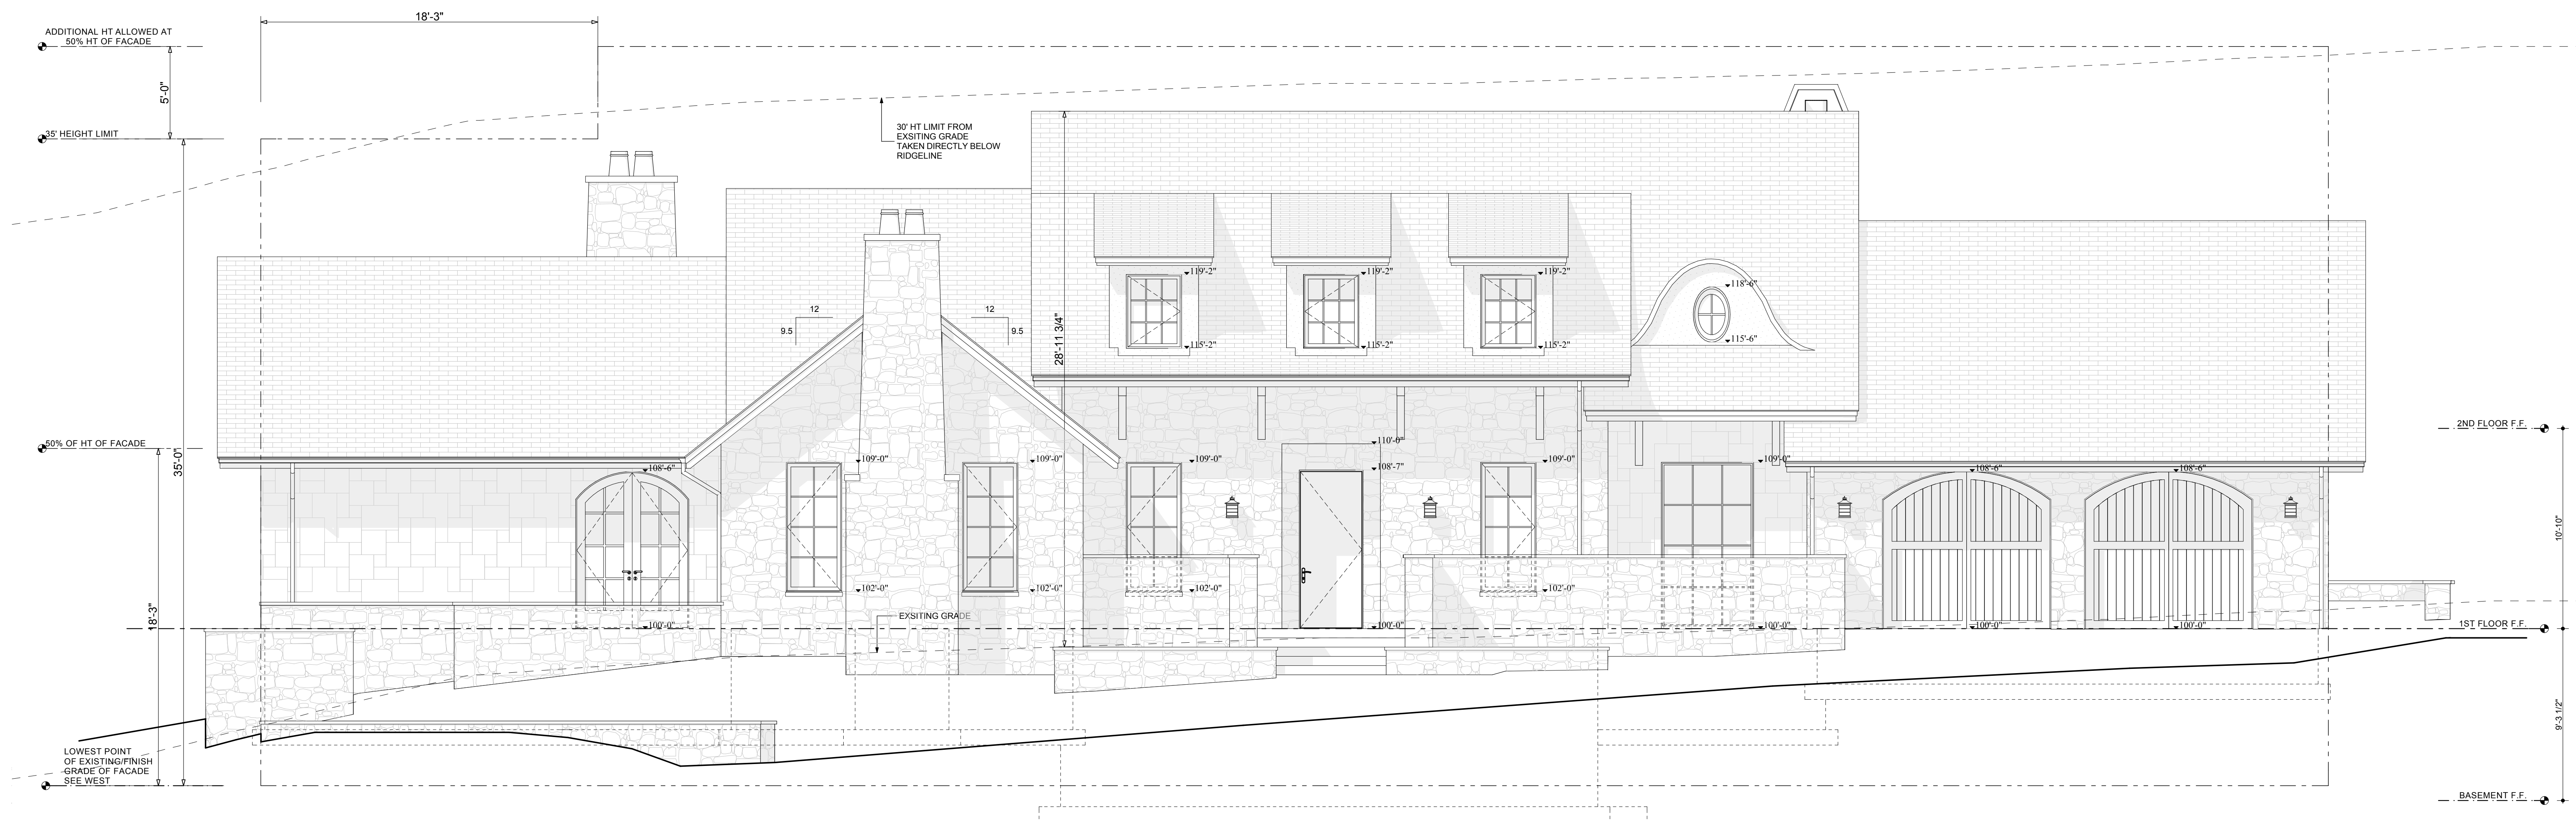 18'-3"
ADDITIONAL HT ALLOWED AT
50% HT OF FACADE
5'-0"
35' HEIGHT LIMIT
30' HT LIMIT FROM
EXSITING GRADE
TAKEN DIRECTLY BELOW
RIDGELINE
119'-2"
119'-2"
119'-2"
118'-6"
12
9.5
12
9.5
28'-11 3/4"
115'-2"
115'-2"
115'-2"
115'-6"
2ND FLOOR F.F.
50% OF HT OF FACADE
35'-0"
110'-0"
108'-6"
109'-0"
109'-0"
109'-0"
108'-7"
109'-0"
109'-0"
108'-6"
108'-6"
10'-10"
102'-0"
102'-0"
102'-0"
102'-0"
18'-3"
EXSITING GRADE
100'-0"
100'-0"
100'-0"
100'-0"
100'-0"
1ST FLOOR F.F.
9'-3 1/2"
LOWEST POINT
OF EXISTING/FINISH
GRADE OF FACADE
SEE WEST
BASEMENT F.F.